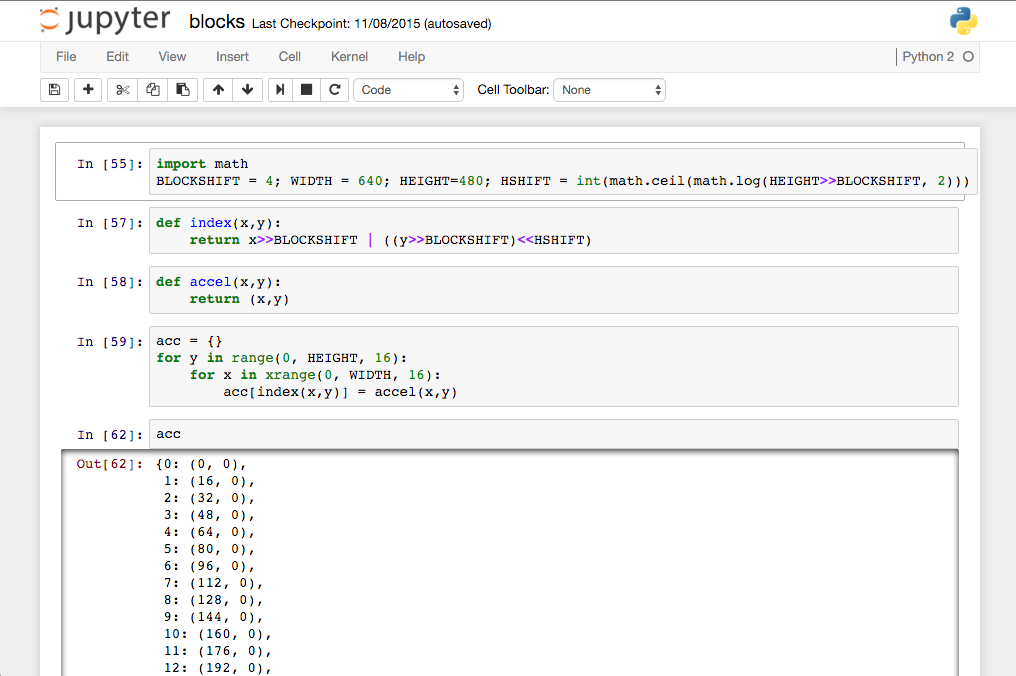 jupyter blocks Last Checkpoint: 11/08/2015 (autosaved)
File Edit View Insert Cell Kernel Help Python 2
Code Cell Toolbar: None
In [55]: import math
BLOCKSHIFT = 4; WIDTH = 640; HEIGHT=480; HSHIFT = int(math.ceil(math.log(HEIGHT>>BLOCKSHIFT, 2)))
In [57]: def index(x,y):
    return x>>BLOCKSHIFT | ((y>>BLOCKSHIFT)<<HSHIFT)
In [58]: def accel(x,y):
    return (x,y)
In [59]: acc = {}
for y in range(0, HEIGHT, 16):
    for x in xrange(0, WIDTH, 16):
        acc[index(x,y)] = accel(x,y)
In [62]: acc
Out[62]: {0: (0, 0),
1: (16, 0),
2: (32, 0),
3: (48, 0),
4: (64, 0),
5: (80, 0),
6: (96, 0),
7: (112, 0),
8: (128, 0),
9: (144, 0),
10: (160, 0),
11: (176, 0),
12: (192, 0),